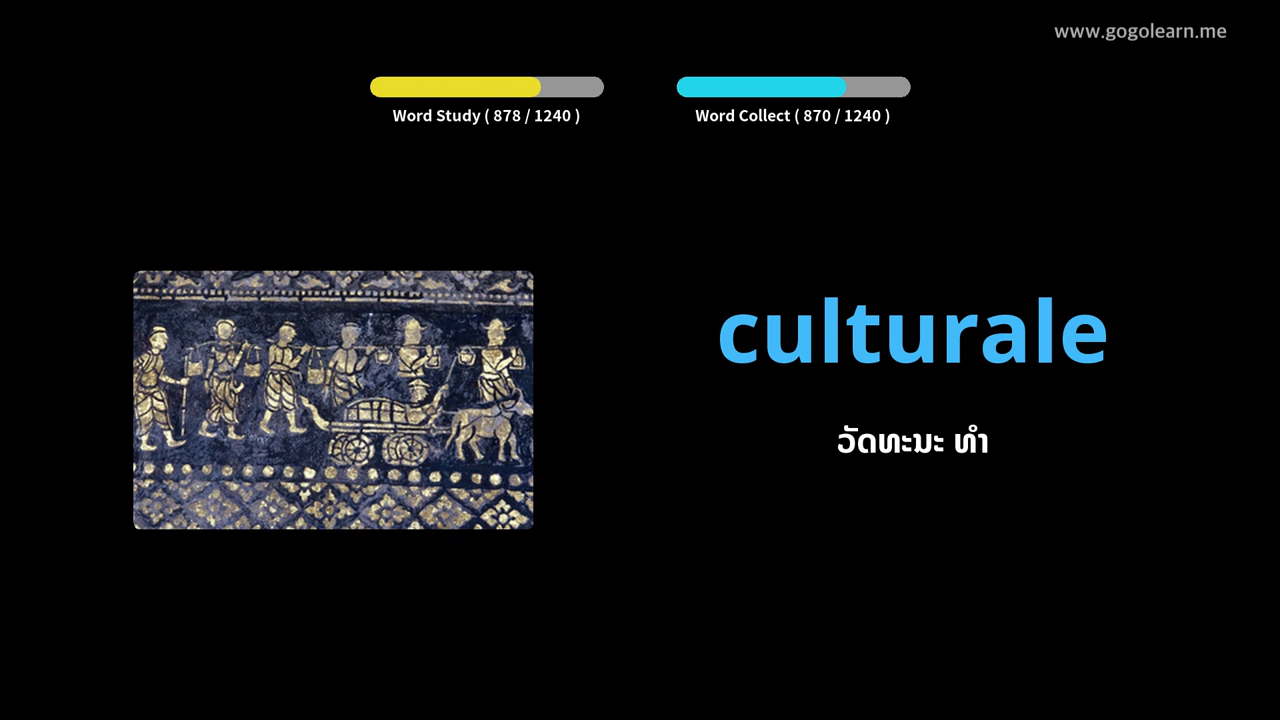 www.gogolearn.me
Word Study ( 878 / 1240 )
Word Collect ( 870 / 1240 )
culturale
ວັດທະນະ ທຳ